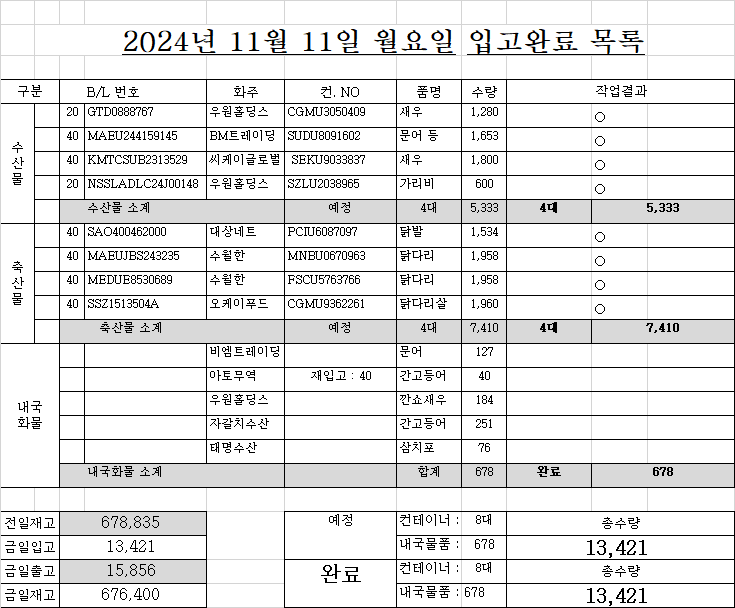 2024년 11월 11일 월요일 입고완료 목록
구분 B/L 번호 화주 컨. NO 품명 수량 작업결과
수산물
20 GTD0888767 우원홀딩스 CGMU3050409 새우 1,280 ○
40 MAEU244159145 BM트레이딩 SUDU8091602 문어 등 1,653 ○
40 KMTCSUB2313529 씨케이글로벌 SEKU9033837 새우 1,800 ○
20 NSSLADLC24J00148 우원홀딩스 SZLU2038965 가리비 600 ○
수산물 소계 예정 4대 5,333 4대 5,333
축산물
40 SAO400462000 대상네트 PCIU6087097 닭발 1,534 ○
40 MAEUJBS243235 수월한 MNBU0670963 닭다리 1,958 ○
40 MEDUE8530689 수월한 FSCU5763766 닭다리 1,958 ○
40 SSZ1513504A 오케이푸드 CGMU9362261 닭다리살 1,960 ○
축산물 소계 예정 4대 7,410 4대 7,410
내국
화물
비엠트레이딩 문어 127
아토무역 재입고 : 40 간고등어 40
우원홀딩스 깐쇼새우 184
자갈치수산 간고등어 251
태명수산 삼치포 76
내국화물 소계 합계 678 완료 678
전일재고 678,835 예정 컨테이너 : 8대 총수량
금일입고 13,421 내국물품 : 678 13,421
금일출고 15,856 완료 컨테이너 : 8대 총수량
금일재고 676,400 내국물품 : 678 13,421